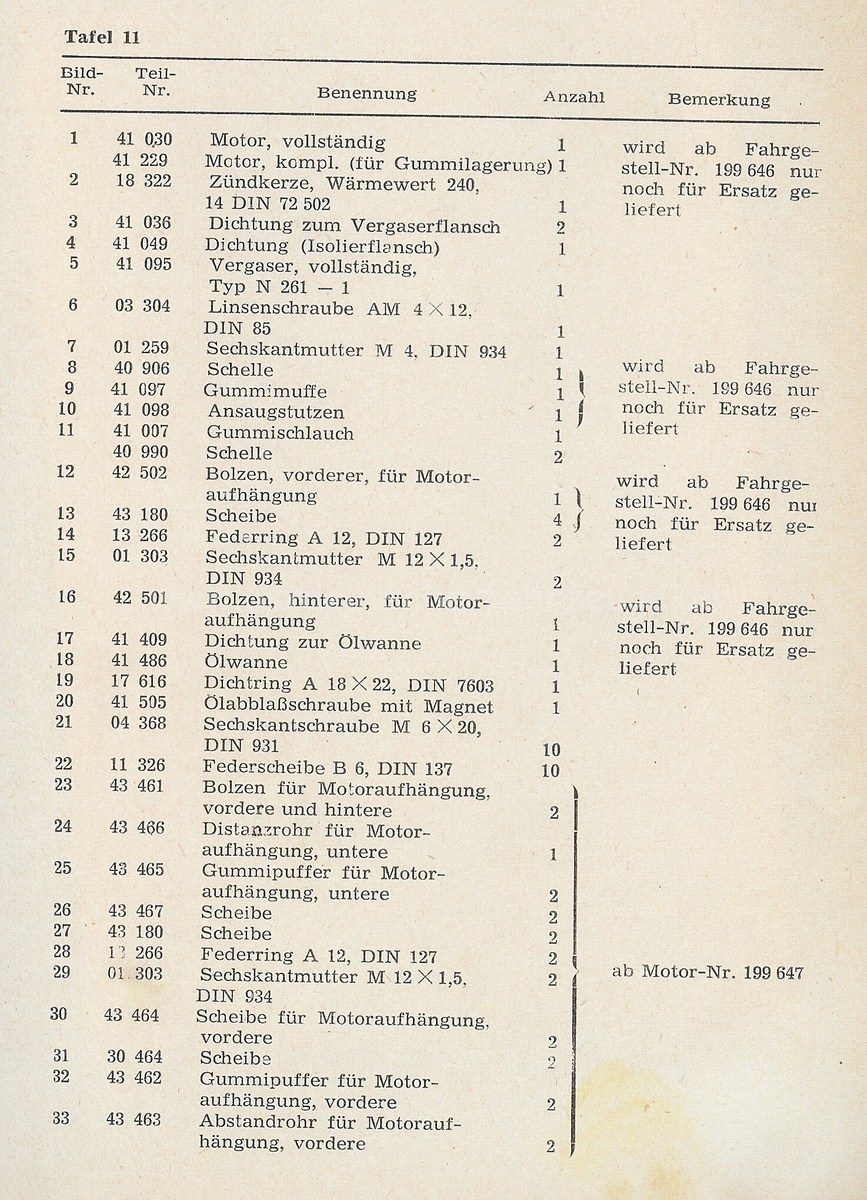 Tafel 11
Bild- Teil-
Nr. Nr. Benennung Anzahl Bemerkung
1 41 030 Motor, vollständig 1 wird ab Fahrge-
41 229 Motor, kompl. (für Gummilagerung) 1 stell-Nr. 199 646 nur
2 18 322 Zündkerze, Wärmewert 240, noch für Ersatz ge-
14 DIN 72 502 1 liefert
3 41 036 Dichtung zum Vergaserflansch 2
4 41 049 Dichtung (Isolierflansch) 1
5 41 095 Vergaser, vollständig,
Typ N 261 — 1 1
6 03 304 Linsenschraube AM 4 × 12,
DIN 85 1
7 01 259 Sechskantmutter M 4, DIN 934 1
8 40 906 Schelle 1 wird ab Fahrge-
9 41 097 Gummimuffe 1 stell-Nr. 199 646 nur
10 41 098 Ansaugstutzen 1 noch für Ersatz ge-
11 41 007 Gummischlauch 1 liefert
40 990 Schelle 2
12 42 502 Bolzen, vorderer, für Motor- wird ab Fahrge-
aufhängung 1 stell-Nr. 199 646 nur
13 43 180 Scheibe 4 noch für Ersatz ge-
14 13 266 Federring A 12, DIN 127 2 liefert
15 01 303 Sechskantmutter M 12 × 1,5,
DIN 934 2
16 42 501 Bolzen, hinterer, für Motor- wird ab Fahrge-
aufhängung 1 stell-Nr. 199 646 nur
17 41 409 Dichtung zur Ölwanne 1 noch für Ersatz ge-
18 41 486 Ölwanne 1 liefert
19 17 616 Dichtring A 18 × 22, DIN 7603 1
20 41 505 Ölabblaßschraube mit Magnet 1
21 04 368 Sechskantschraube M 6 × 20,
DIN 931 10
22 11 326 Federscheibe B 6, DIN 137 10
23 43 461 Bolzen für Motoraufhängung,
vordere und hintere 2
24 43 466 Distanzrohr für Motor-
aufhängung, untere 1
25 43 465 Gummipuffer für Motor-
aufhängung, untere 2
26 43 467 Scheibe 2
27 43 180 Scheibe 2
28 13 266 Federring A 12, DIN 127 2
29 01 303 Sechskantmutter M 12 × 1,5, 2 ab Motor-Nr. 199 647
DIN 934
30 43 464 Scheibe für Motoraufhängung,
vordere 2
31 30 464 Scheibe 2
32 43 462 Gummipuffer für Motor-
aufhängung, vordere 2
33 43 463 Abstandrohr für Motorauf-
hängung, vordere 2